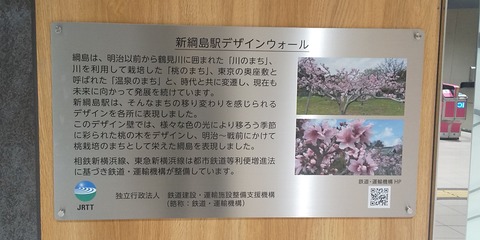 新綱島駅デザインウォール
綱島は、明治以前から鶴見川に囲まれた「川のまち」、
川を利用して栽培した「桃のまち」、東京の奥座敷と
呼ばれた「温泉のまち」と、時代と共に変遷し、現在も
未来に向かって発展を続けています。
新綱島駅は、そんなまちの移り変わりを感じられる
デザインを各所に表現しました。
このデザイン壁では、様々な色の光により移ろう季節
に彩られた桃の木をデザインし、明治～戦前にかけて
桃栽培のまちとして栄えた綱島を表現しました。
相鉄新横浜線、東急新横浜線は都市鉄道等利便増進法
に基づき鉄道・運輸機構が整備しています。
鉄道・運輸機構 HP
JRTT
独立行政法人 鉄道建設・運輸施設整備支援機構
（略称：鉄道・運輸機構）